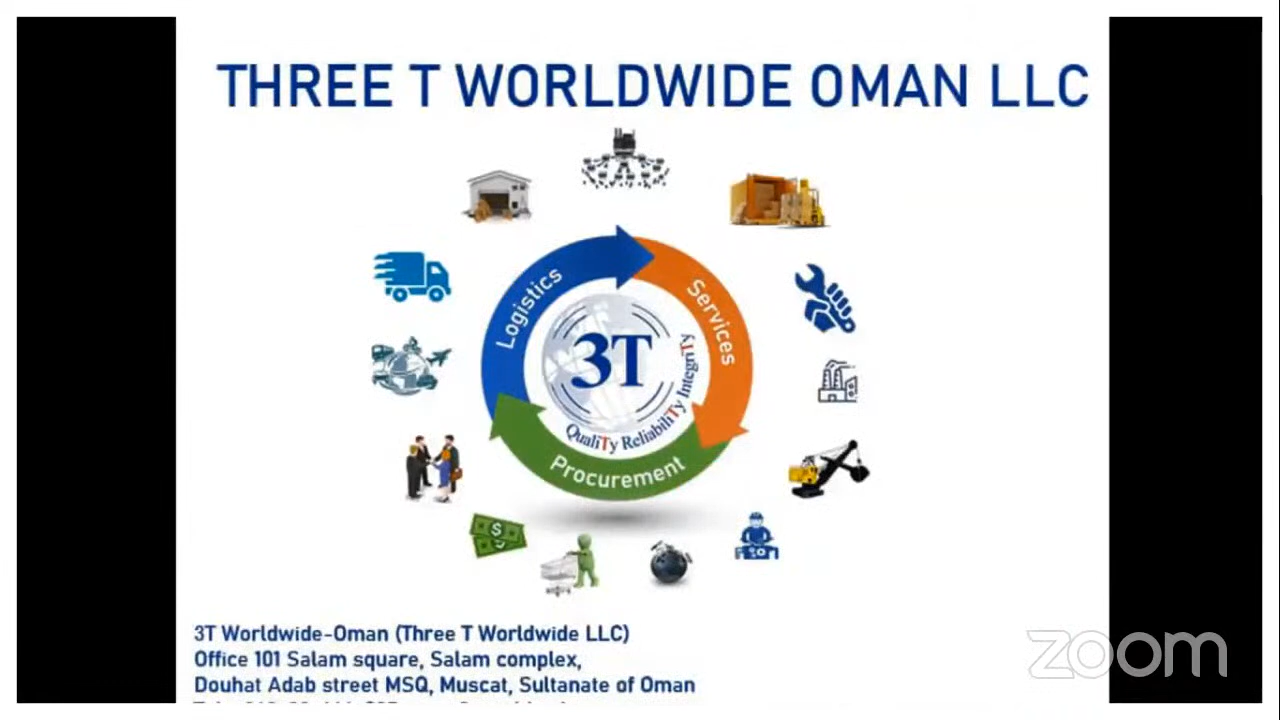 THREE T WORLDWIDE OMAN LLC
Logistics
Services
3T
QualiTy ReliabiliTy IntegriTy
Procurement
3T Worldwide-Oman (Three T Worldwide LLC)
Office 101 Salam square, Salam complex,
Douhat Adab street MSQ, Muscat, Sultanate of Oman
zoom